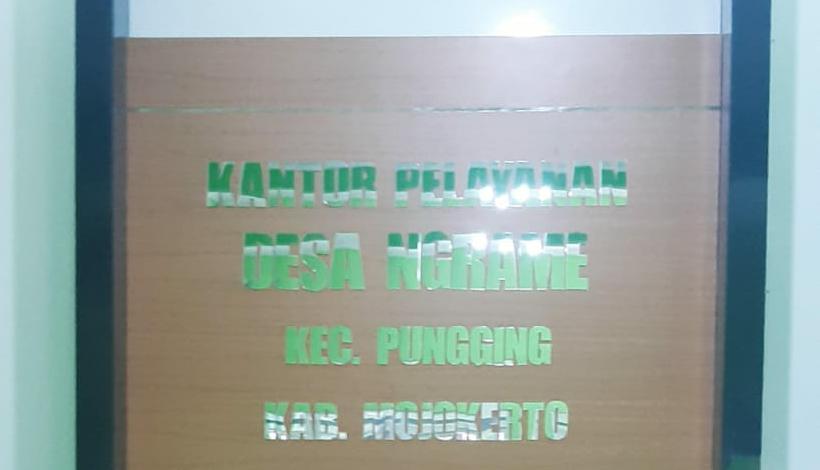 KANTOR PELAYANAN
DESA NGRAME
KEC. PUNGGING
KAB. MOJOKERTO